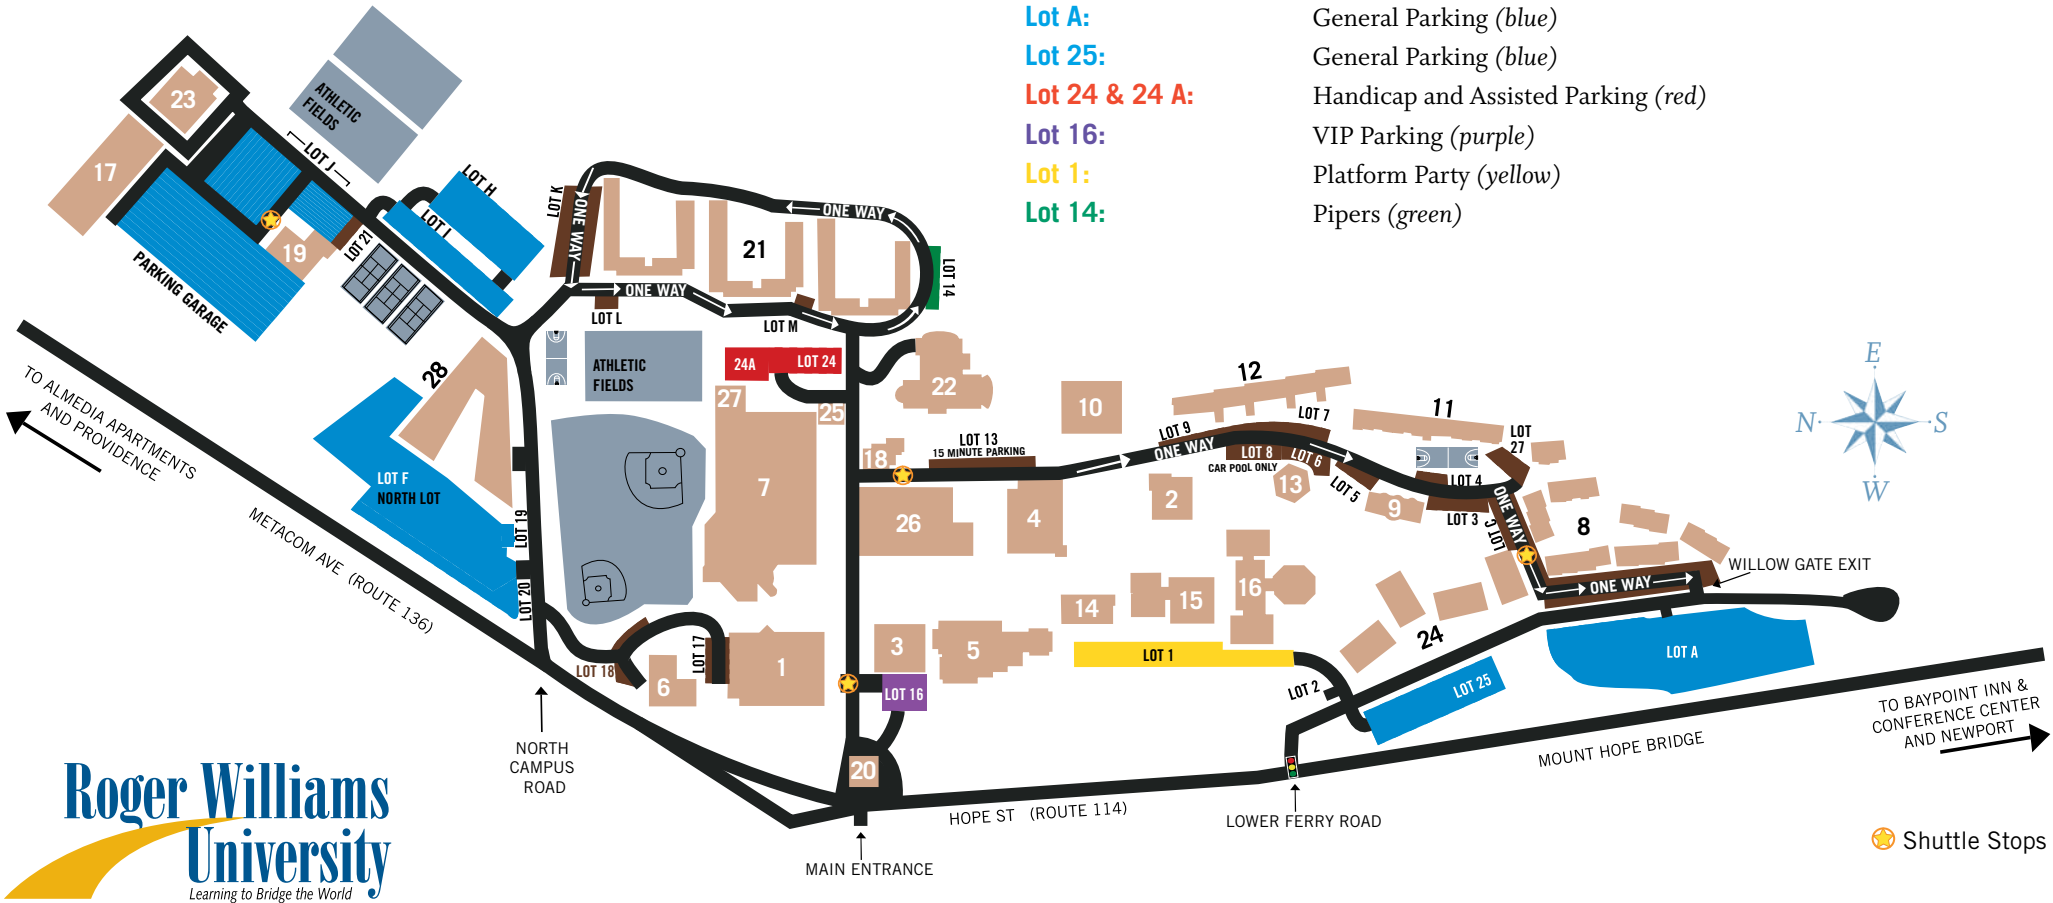 Lot A: General Parking (blue)
Lot 25: General Parking (blue)
Lot 24 & 24 A: Handicap and Assisted Parking (red)
Lot 16: VIP Parking (purple)
Lot 1: Platform Party (yellow)
Lot 14: Pipers (green)
23
17
ATHLETIC
FIELDS
LOT J
LOT H
LOT I
LOT 21
19
PARKING GARAGE
LOT K
ONE WAY
ONE WAY
21
LOT 14
ONE WAY
LOT L
LOT M
ATHLETIC
FIELDS
24A
LOT 24
27
25
22
28
TO ALMEDIA APARTMENTS
AND PROVIDENCE
LOT F
NORTH LOT
LOT 19
LOT 20
METACOM AVE (ROUTE 136)
7
18
LOT 13
15 MINUTE PARKING
10
12
11
LOT 9
ONE WAY
LOT 7
LOT 8
CAR POOL ONLY
LOT 6
LOT 5
13
9
LOT 4
LOT 3
LOT
27
LOT C
ONE WAY
8
E
N
S
W
26
4
2
WILLOW GATE EXIT
ONE WAY
14
15
16
24
LOT A
LOT 18
6
LOT 17
1
3
5
LOT 16
LOT 1
LOT 2
LOT 25
TO BAYPOINT INN &
CONFERENCE CENTER
AND NEWPORT
MOUNT HOPE BRIDGE
NORTH
CAMPUS
ROAD
20
HOPE ST (ROUTE 114)
LOWER FERRY ROAD
MAIN ENTRANCE
Roger Williams
University
Learning to Bridge the World
Shuttle Stops